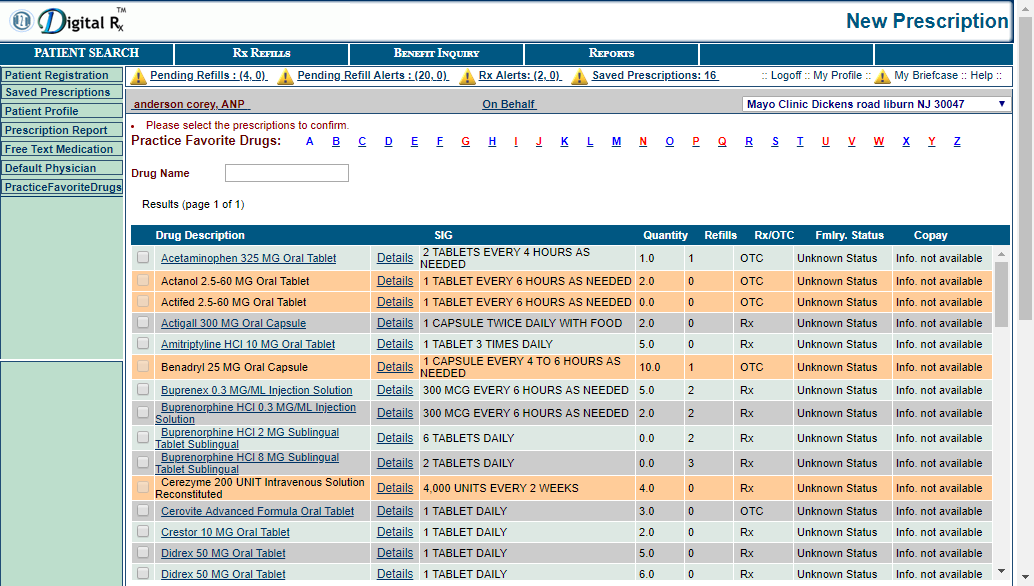 Digital Rx TM
New Prescription
PATIENT SEARCH RX REFILLS BENEFIT INQUIRY REPORTS
Patient Registration
Saved Prescriptions
Patient Profile
Prescription Report
Free Text Medication
Default Physician
PracticeFavoriteDrugs
Pending Refills : (4, 0) Pending Refill Alerts : (20, 0) Rx Alerts: (2, 0) Saved Prescriptions: 16 :: Logoff :: My Profile :: My Briefcase :: Help ::
anderson corey, ANP On Behalf Mayo Clinic Dickens road liburn NJ 30047
• Please select the prescriptions to confirm.
Practice Favorite Drugs: A B C D E F G H I J K L M N O P Q R S T U V W X Y Z
Drug Name
Results (page 1 of 1)
Drug Description SIG Quantity Refills Rx/OTC Fmlry. Status Copay
Acetaminophen 325 MG Oral Tablet Details 2 TABLETS EVERY 4 HOURS AS NEEDED 1.0 1 OTC Unknown Status Info. not available
Actanol 2.5-60 MG Oral Tablet Details 1 TABLET EVERY 6 HOURS AS NEEDED 2.0 0 OTC Unknown Status Info. not available
Actifed 2.5-60 MG Oral Tablet Details 1 TABLET EVERY 6 HOURS AS NEEDED 0.0 0 OTC Unknown Status Info. not available
Actigall 300 MG Oral Capsule Details 1 CAPSULE TWICE DAILY WITH FOOD 2.0 0 Rx Unknown Status Info. not available
Amitriptyline HCl 10 MG Oral Tablet Details 1 TABLET 3 TIMES DAILY 5.0 0 Rx Unknown Status Info. not available
Benadryl 25 MG Oral Capsule Details 1 CAPSULE EVERY 4 TO 6 HOURS AS NEEDED 10.0 1 OTC Unknown Status Info. not available
Buprenex 0.3 MG/ML Injection Solution Details 300 MCG EVERY 6 HOURS AS NEEDED 5.0 2 Rx Unknown Status Info. not available
Buprenorphine HCl 0.3 MG/ML Injection Solution Details 300 MCG EVERY 6 HOURS AS NEEDED 2.0 2 Rx Unknown Status Info. not available
Buprenorphine HCl 2 MG Sublingual Tablet Sublingual Details 6 TABLETS DAILY 0.0 2 Rx Unknown Status Info. not available
Buprenorphine HCl 8 MG Sublingual Tablet Sublingual Details 2 TABLETS DAILY 0.0 3 Rx Unknown Status Info. not available
Cerezyme 200 UNIT Intravenous Solution Reconstituted Details 4,000 UNITS EVERY 2 WEEKS 4.0 0 Rx Unknown Status Info. not available
Cerovite Advanced Formula Oral Tablet Details 1 TABLET DAILY 3.0 0 OTC Unknown Status Info. not available
Crestor 10 MG Oral Tablet Details 1 TABLET DAILY 2.0 0 Rx Unknown Status Info. not available
Didrex 50 MG Oral Tablet Details 1 TABLET DAILY 5.0 0 Rx Unknown Status Info. not available
Didrex 50 MG Oral Tablet Details 1 TABLET DAILY 6.0 0 Rx Unknown Status Info. not available